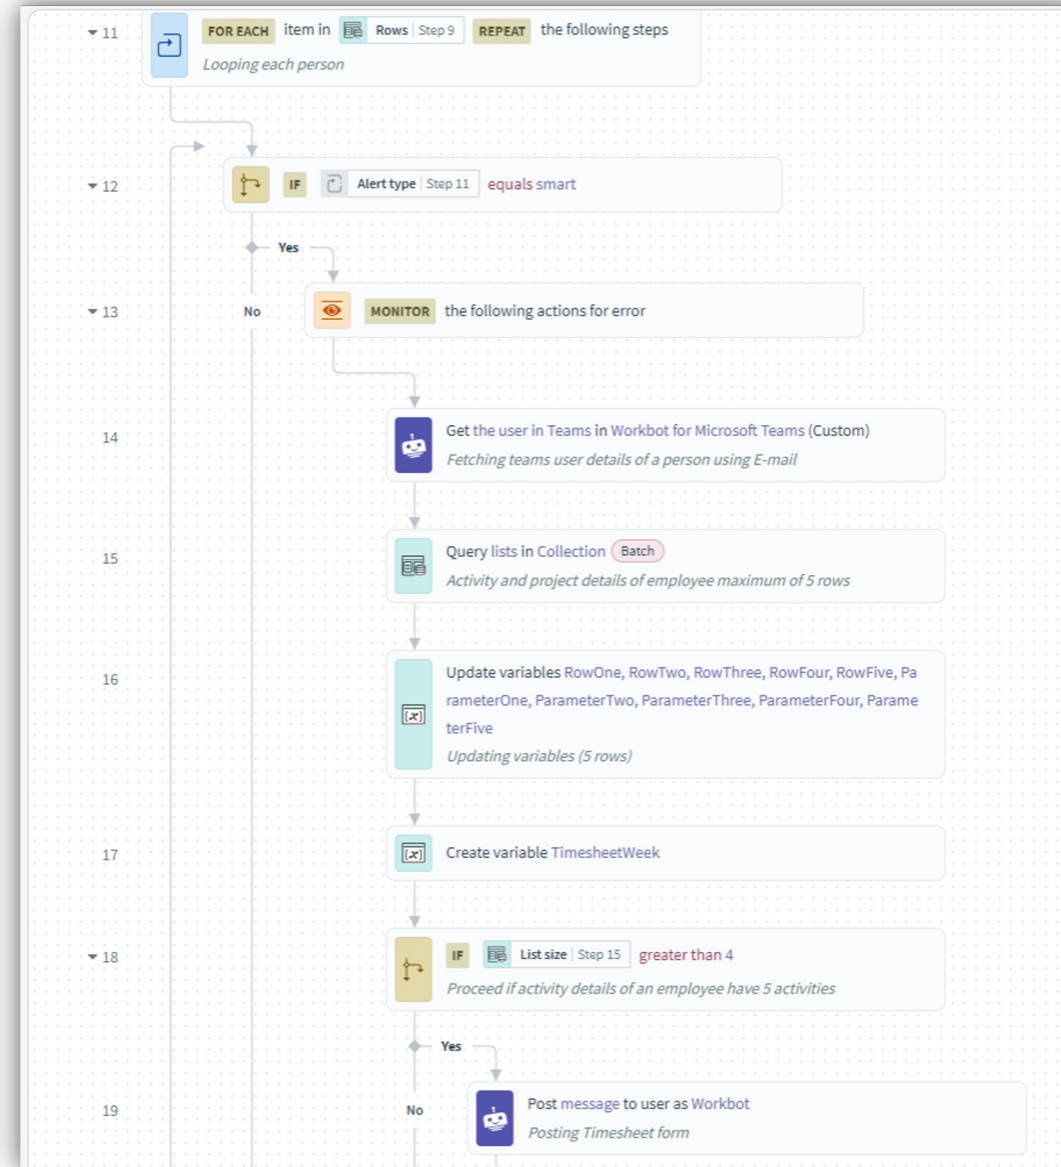 11
FOR EACH item in Rows | Step 9 REPEAT the following steps
Looping each person
12
IF Alert type | Step 11 equals smart
Yes
No
13
MONITOR the following actions for error
14
Get the user in Teams in Workbot for Microsoft Teams (Custom)
Fetching teams user details of a person using E-mail
15
Query lists in Collection Batch
Activity and project details of employee maximum of 5 rows
16
Update variables RowOne, RowTwo, RowThree, RowFour, RowFive, Pa
rameterOne, ParameterTwo, ParameterThree, ParameterFour, Parame
terFive
Updating variables (5 rows)
17
Create variable TimesheetWeek
18
IF List size | Step 15 greater than 4
Proceed if activity details of an employee have 5 activities
Yes
No
19
Post message to user as Workbot
Posting Timesheet form